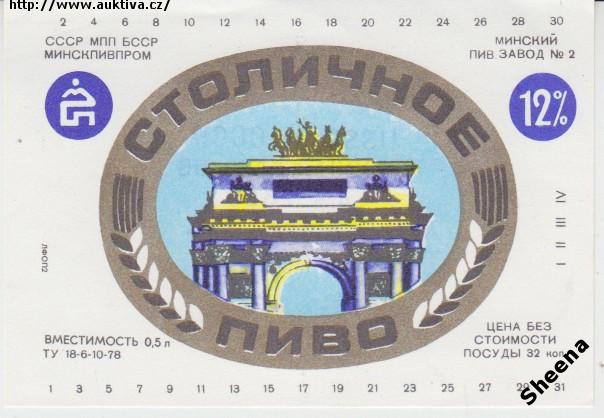 http://www.auktiva.cz/
2 4 6 8 10 12 14 16 18 20 22 24 26 28 30
СССР МПП БССР
МИНСКПИВПРОМ
МИНСКИЙ
ПИВ ЗАВОД № 2
12%
СТОЛИЧНОЕ
ПИВО
I II III IV
ЛФОП2
ВМЕСТИМОСТЬ 0,5 л
ТУ 18-6-10-78
ЦЕНА БЕЗ
СТОИМОСТИ
ПОСУДЫ 32 коп.
1 3 5 7 9 11 13 15 17 19 21 23 25 27 29 31
Sheena